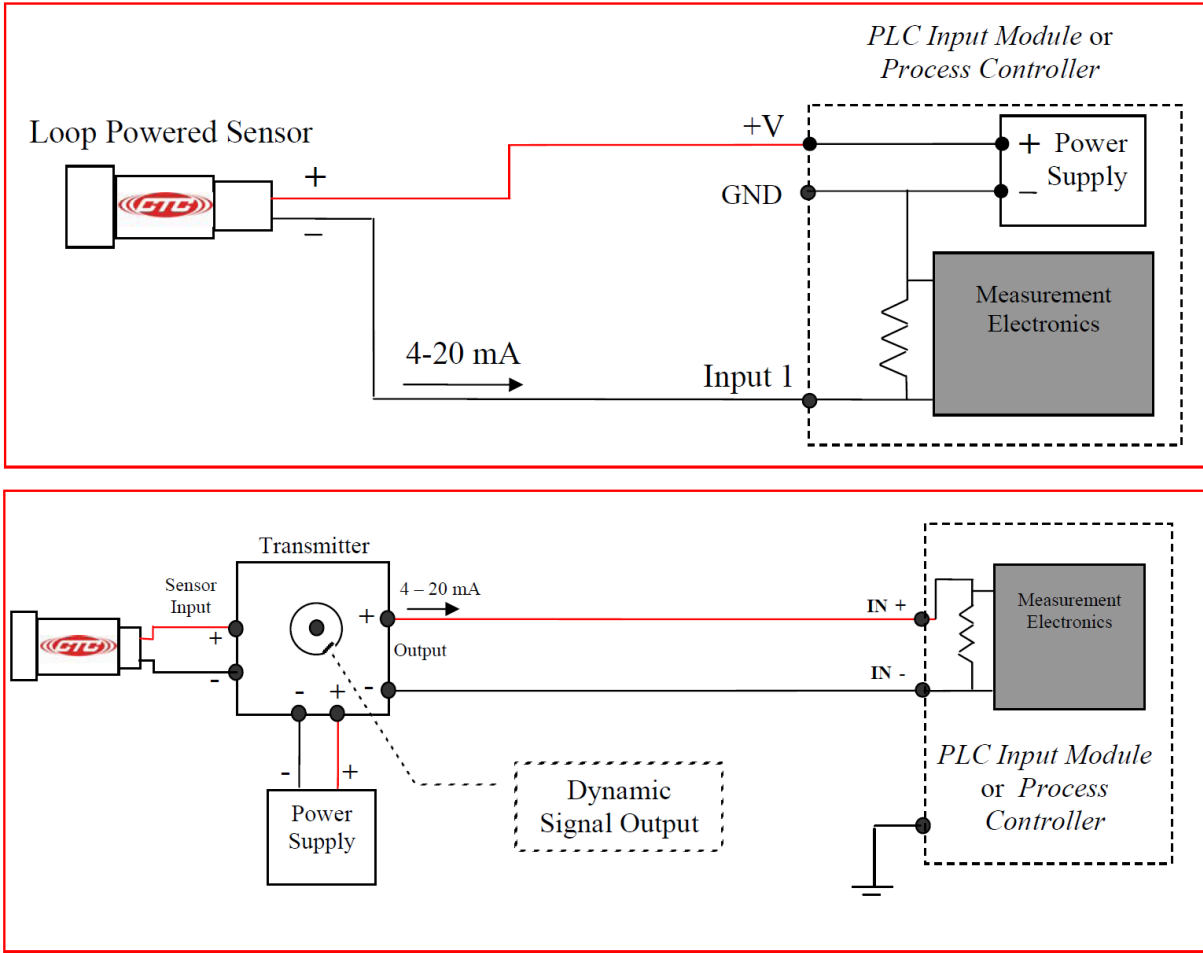 PLC Input Module or
Process Controller
Loop Powered Sensor
+V
+
+ Power
Supply
CTC
GND
−
−
Measurement
Electronics
4-20 mA
Input 1
Transmitter
Sensor
Input
4 – 20 mA
Measurement
Electronics
IN +
+
+
CTC
Output
IN -
-
-
+
-
PLC Input Module
or Process
Controller
-
+
Power
Supply
Dynamic
Signal Output